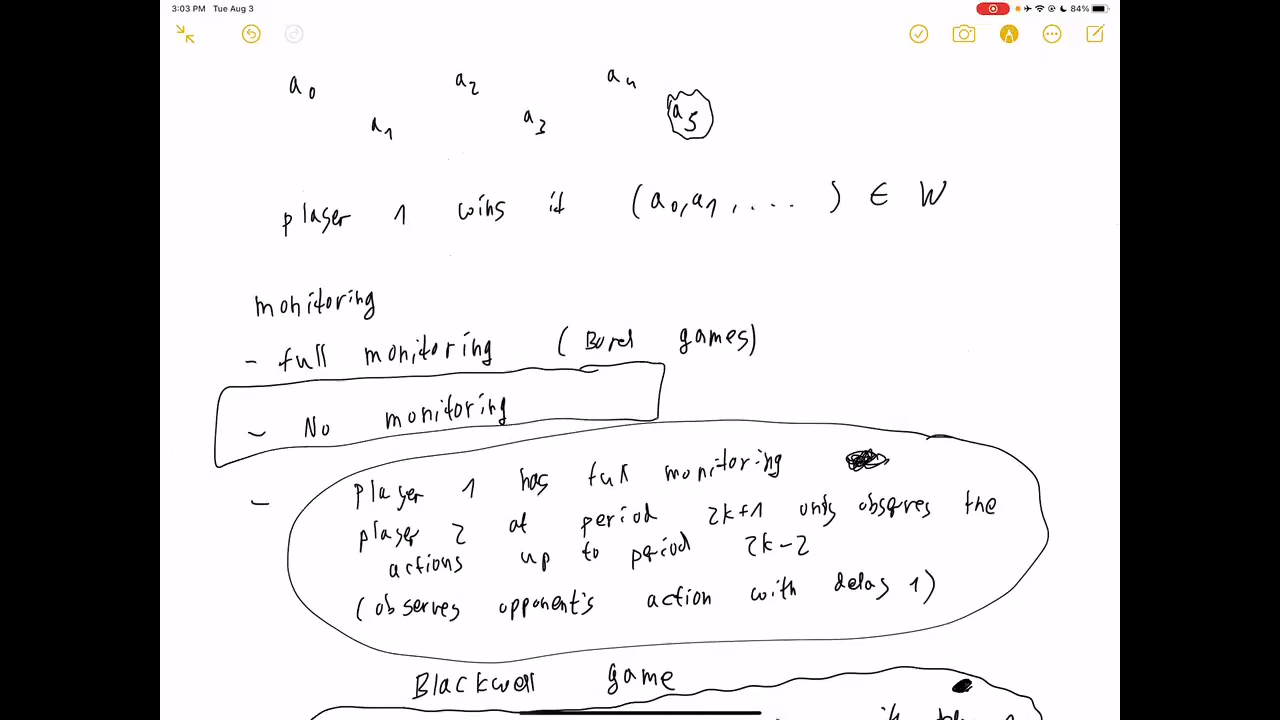 3:03 PM Tue Aug 3 84%
a0 a2 a4
a1 a3 a5
player 1 wins if (a0,a1, .... ) ∈ W
monitoring
- full monitoring (Borel games)
- No monitoring
- player 1 has full monitoring
player 2 at period 2k+1 only observes the
actions up to period 2k-2
(observes opponent's action with delay 1)
Blackwell game